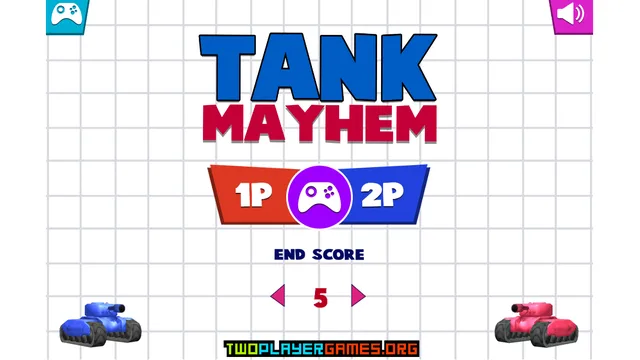 TANK
MAYHEM
1P 2P
END SCORE
5
TWOPLAYERGAMES.ORG